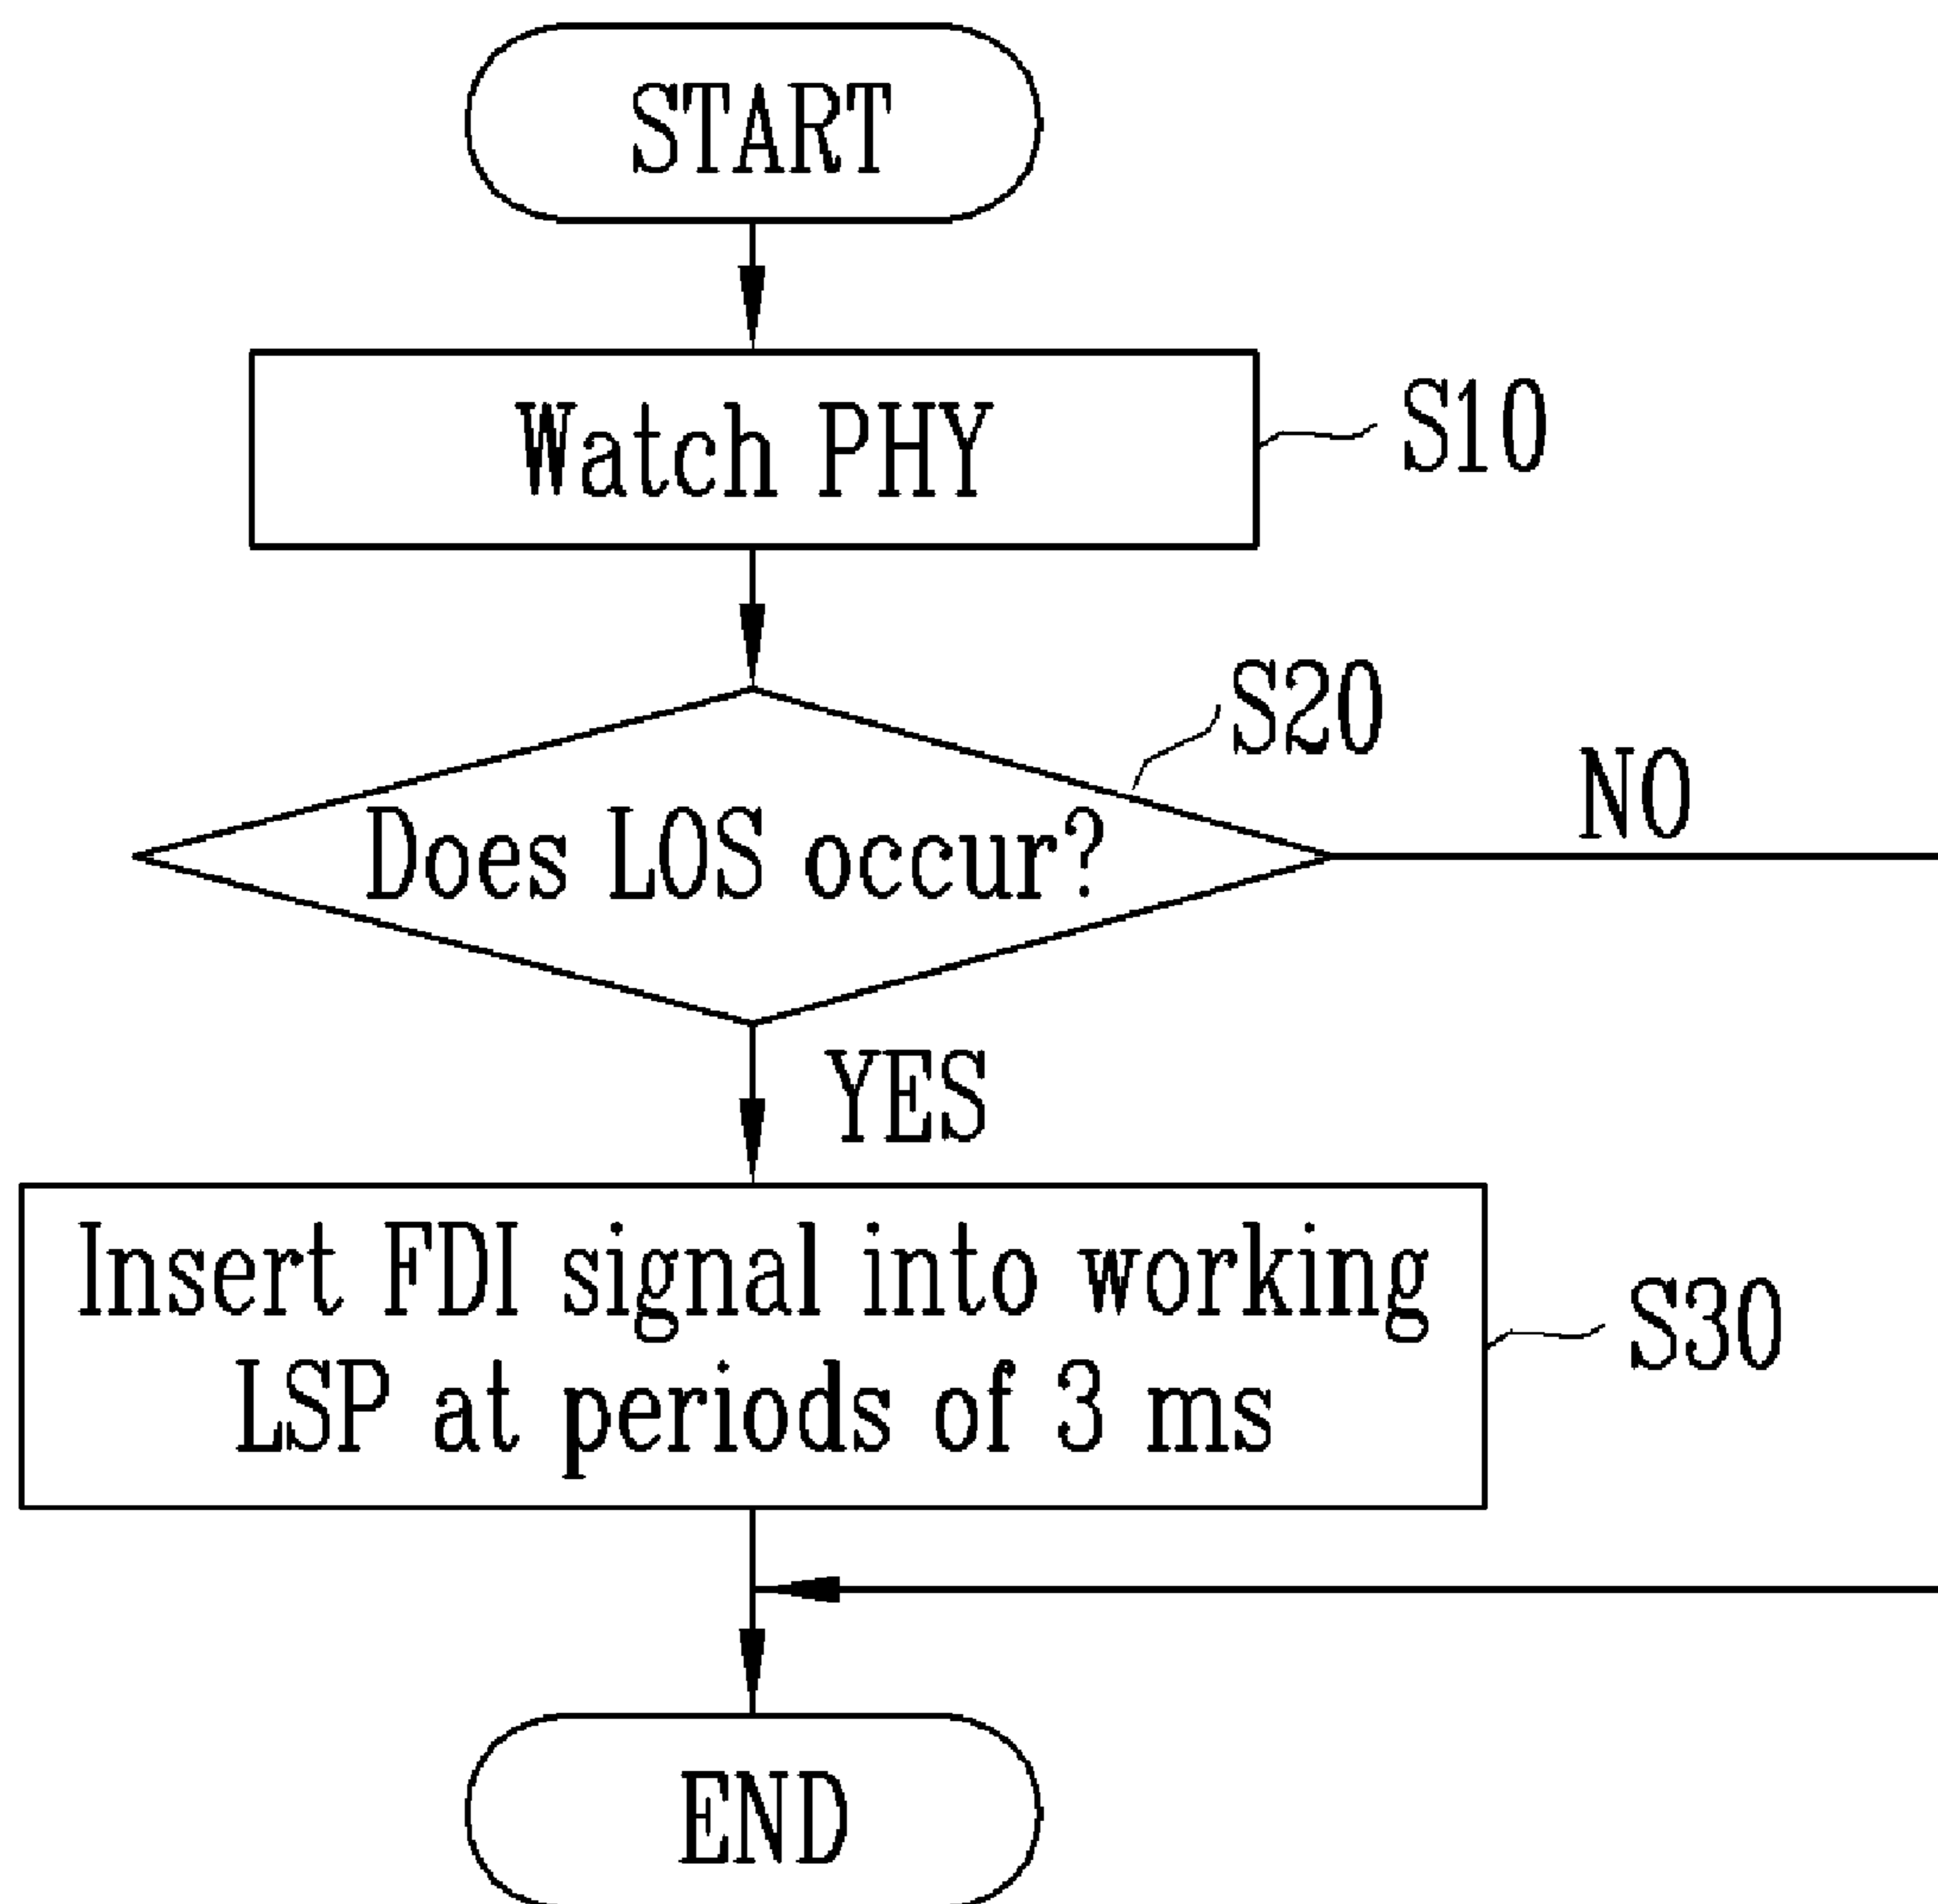 START
Watch PHY
S10
S20
Does LOS occur?
NO
YES
Insert FDI signal into working
LSP at periods of 3 ms
S30
END